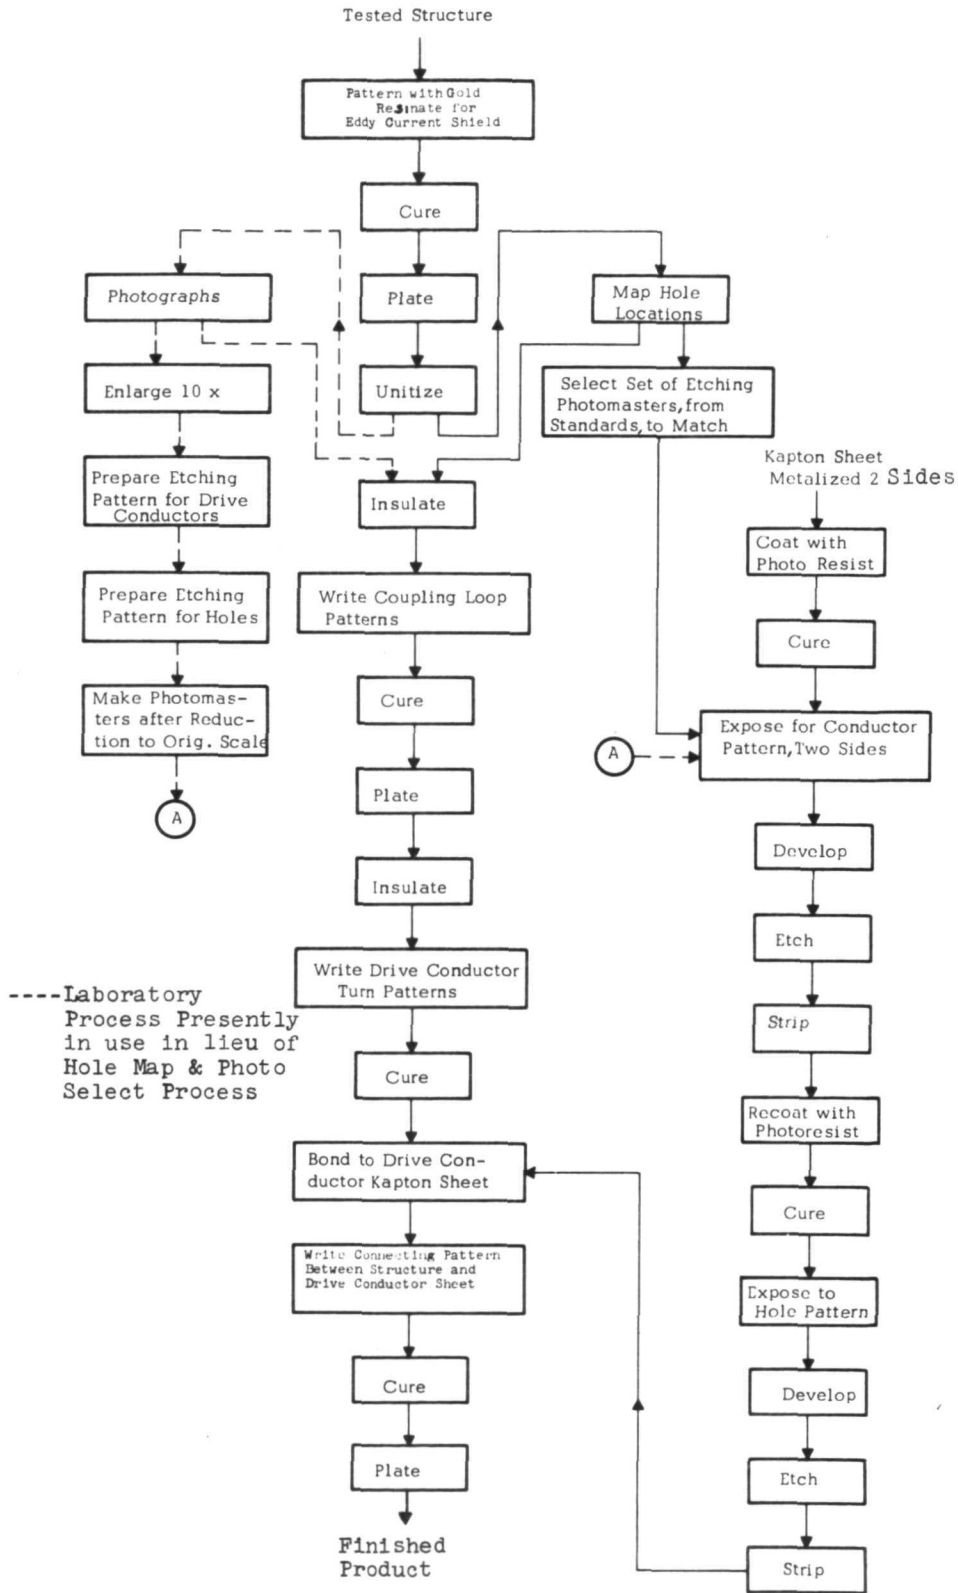 Tested Structure
Pattern with Gold
Resinate for
Eddy Current Shield
Cure
Plate
Unitize
Photographs
Enlarge 10 x
Prepare Etching
Pattern for Drive
Conductors
Prepare Etching
Pattern for Holes
Make Photomas-
ters after Reduc-
tion to Orig. Scale
A
Map Hole
Locations
Select Set of Etching
Photomasters, from
Standards, to Match
Insulate
Write Coupling Loop
Patterns
Cure
Plate
Insulate
Write Drive Conductor
Turn Patterns
Cure
Bond to Drive Con-
ductor Kapton Sheet
Write Connecting Pattern
Between Structure and
Drive Conductor Sheet
Cure
Plate
Finished
Product
Kapton Sheet
Metalized 2 Sides
Coat with
Photo Resist
Cure
Expose for Conductor
Pattern, Two Sides
A
Develop
Etch
Strip
Recoat with
Photoresist
Cure
Expose to
Hole Pattern
Develop
Etch
Strip
----Laboratory
Process Presently
in use in lieu of
Hole Map & Photo
Select Process